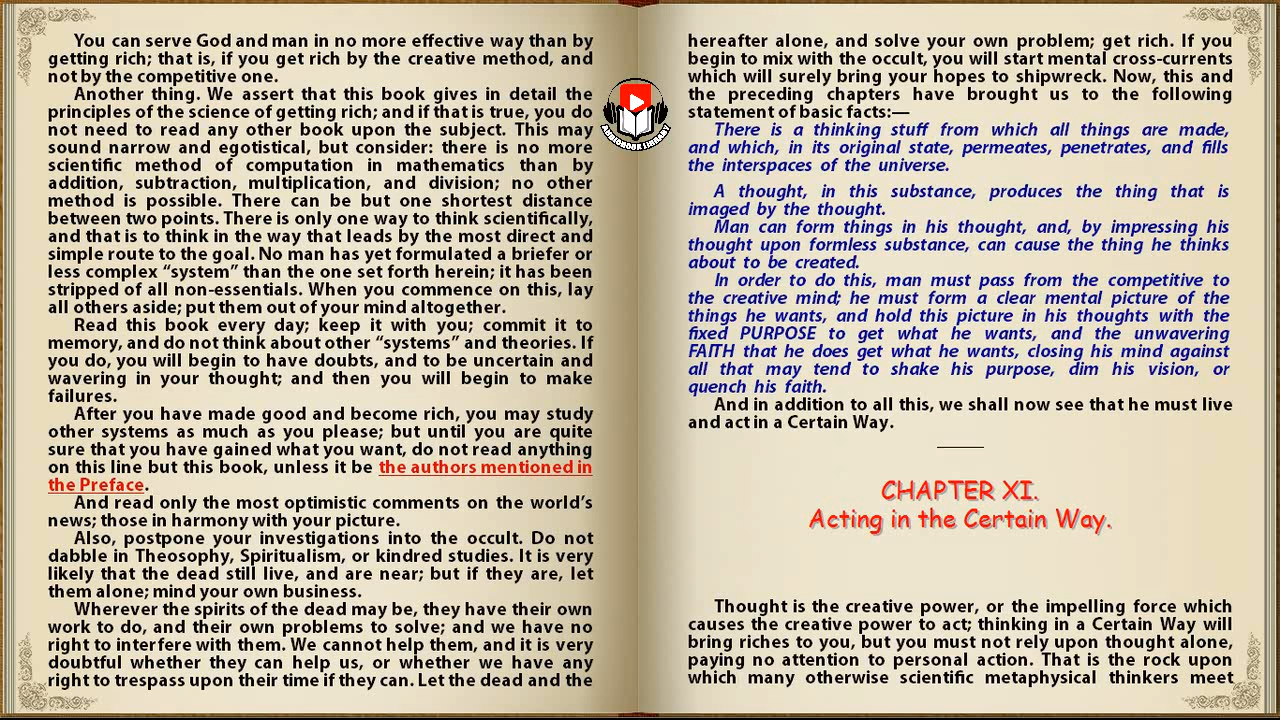 You can serve God and man in no more effective way than by
getting rich; that is, if you get rich by the creative method, and
not by the competitive one.
Another thing. We assert that this book gives in detail the
principles of the science of getting rich; and if that is true, you do
not need to read any other book upon the subject. This may
sound narrow and egotistical, but consider: there is no more
scientific method of computation in mathematics than by
addition, subtraction, multiplication, and division; no other
method is possible. There can be but one shortest distance
between two points. There is only one way to think scientifically,
and that is to think in the way that leads by the most direct and
simple route to the goal. No man has yet formulated a briefer or
less complex “system” than the one set forth herein; it has been
stripped of all non-essentials. When you commence on this, lay
all others aside; put them out of your mind altogether.
Read this book every day; keep it with you; commit it to
memory, and do not think about other “systems” and theories. If
you do, you will begin to have doubts, and to be uncertain and
wavering in your thought; and then you will begin to make
failures.
After you have made good and become rich, you may study
other systems as much as you please; but until you are quite
sure that you have gained what you want, do not read anything
on this line but this book, unless it be the authors mentioned in
the Preface.
And read only the most optimistic comments on the world’s
news; those in harmony with your picture.
Also, postpone your investigations into the occult. Do not
dabble in Theosophy, Spiritualism, or kindred studies. It is very
likely that the dead still live, and are near; but if they are, let
them alone; mind your own business.
Wherever the spirits of the dead may be, they have their own
work to do, and their own problems to solve; and we have no
right to interfere with them. We cannot help them, and it is very
doubtful whether they can help us, or whether we have any
right to trespass upon their time if they can. Let the dead and the
AUDIOBOOK LIBRARY
hereafter alone, and solve your own problem; get rich. If you
begin to mix with the occult, you will start mental cross-currents
which will surely bring your hopes to shipwreck. Now, this and
the preceding chapters have brought us to the following
statement of basic facts:—
There is a thinking stuff from which all things are made,
and which, in its original state, permeates, penetrates, and fills
the interspaces of the universe.
A thought, in this substance, produces the thing that is
imaged by the thought.
Man can form things in his thought, and, by impressing his
thought upon formless substance, can cause the thing he thinks
about to be created.
In order to do this, man must pass from the competitive to
the creative mind; he must form a clear mental picture of the
things he wants, and hold this picture in his thoughts with the
fixed PURPOSE to get what he wants, and the unwavering
FAITH that he does get what he wants, closing his mind against
all that may tend to shake his purpose, dim his vision, or
quench his faith.
And in addition to all this, we shall now see that he must live
and act in a Certain Way.
CHAPTER XI.
Acting in the Certain Way.
Thought is the creative power, or the impelling force which
causes the creative power to act; thinking in a Certain Way will
bring riches to you, but you must not rely upon thought alone,
paying no attention to personal action. That is the rock upon
which many otherwise scientific metaphysical thinkers meet